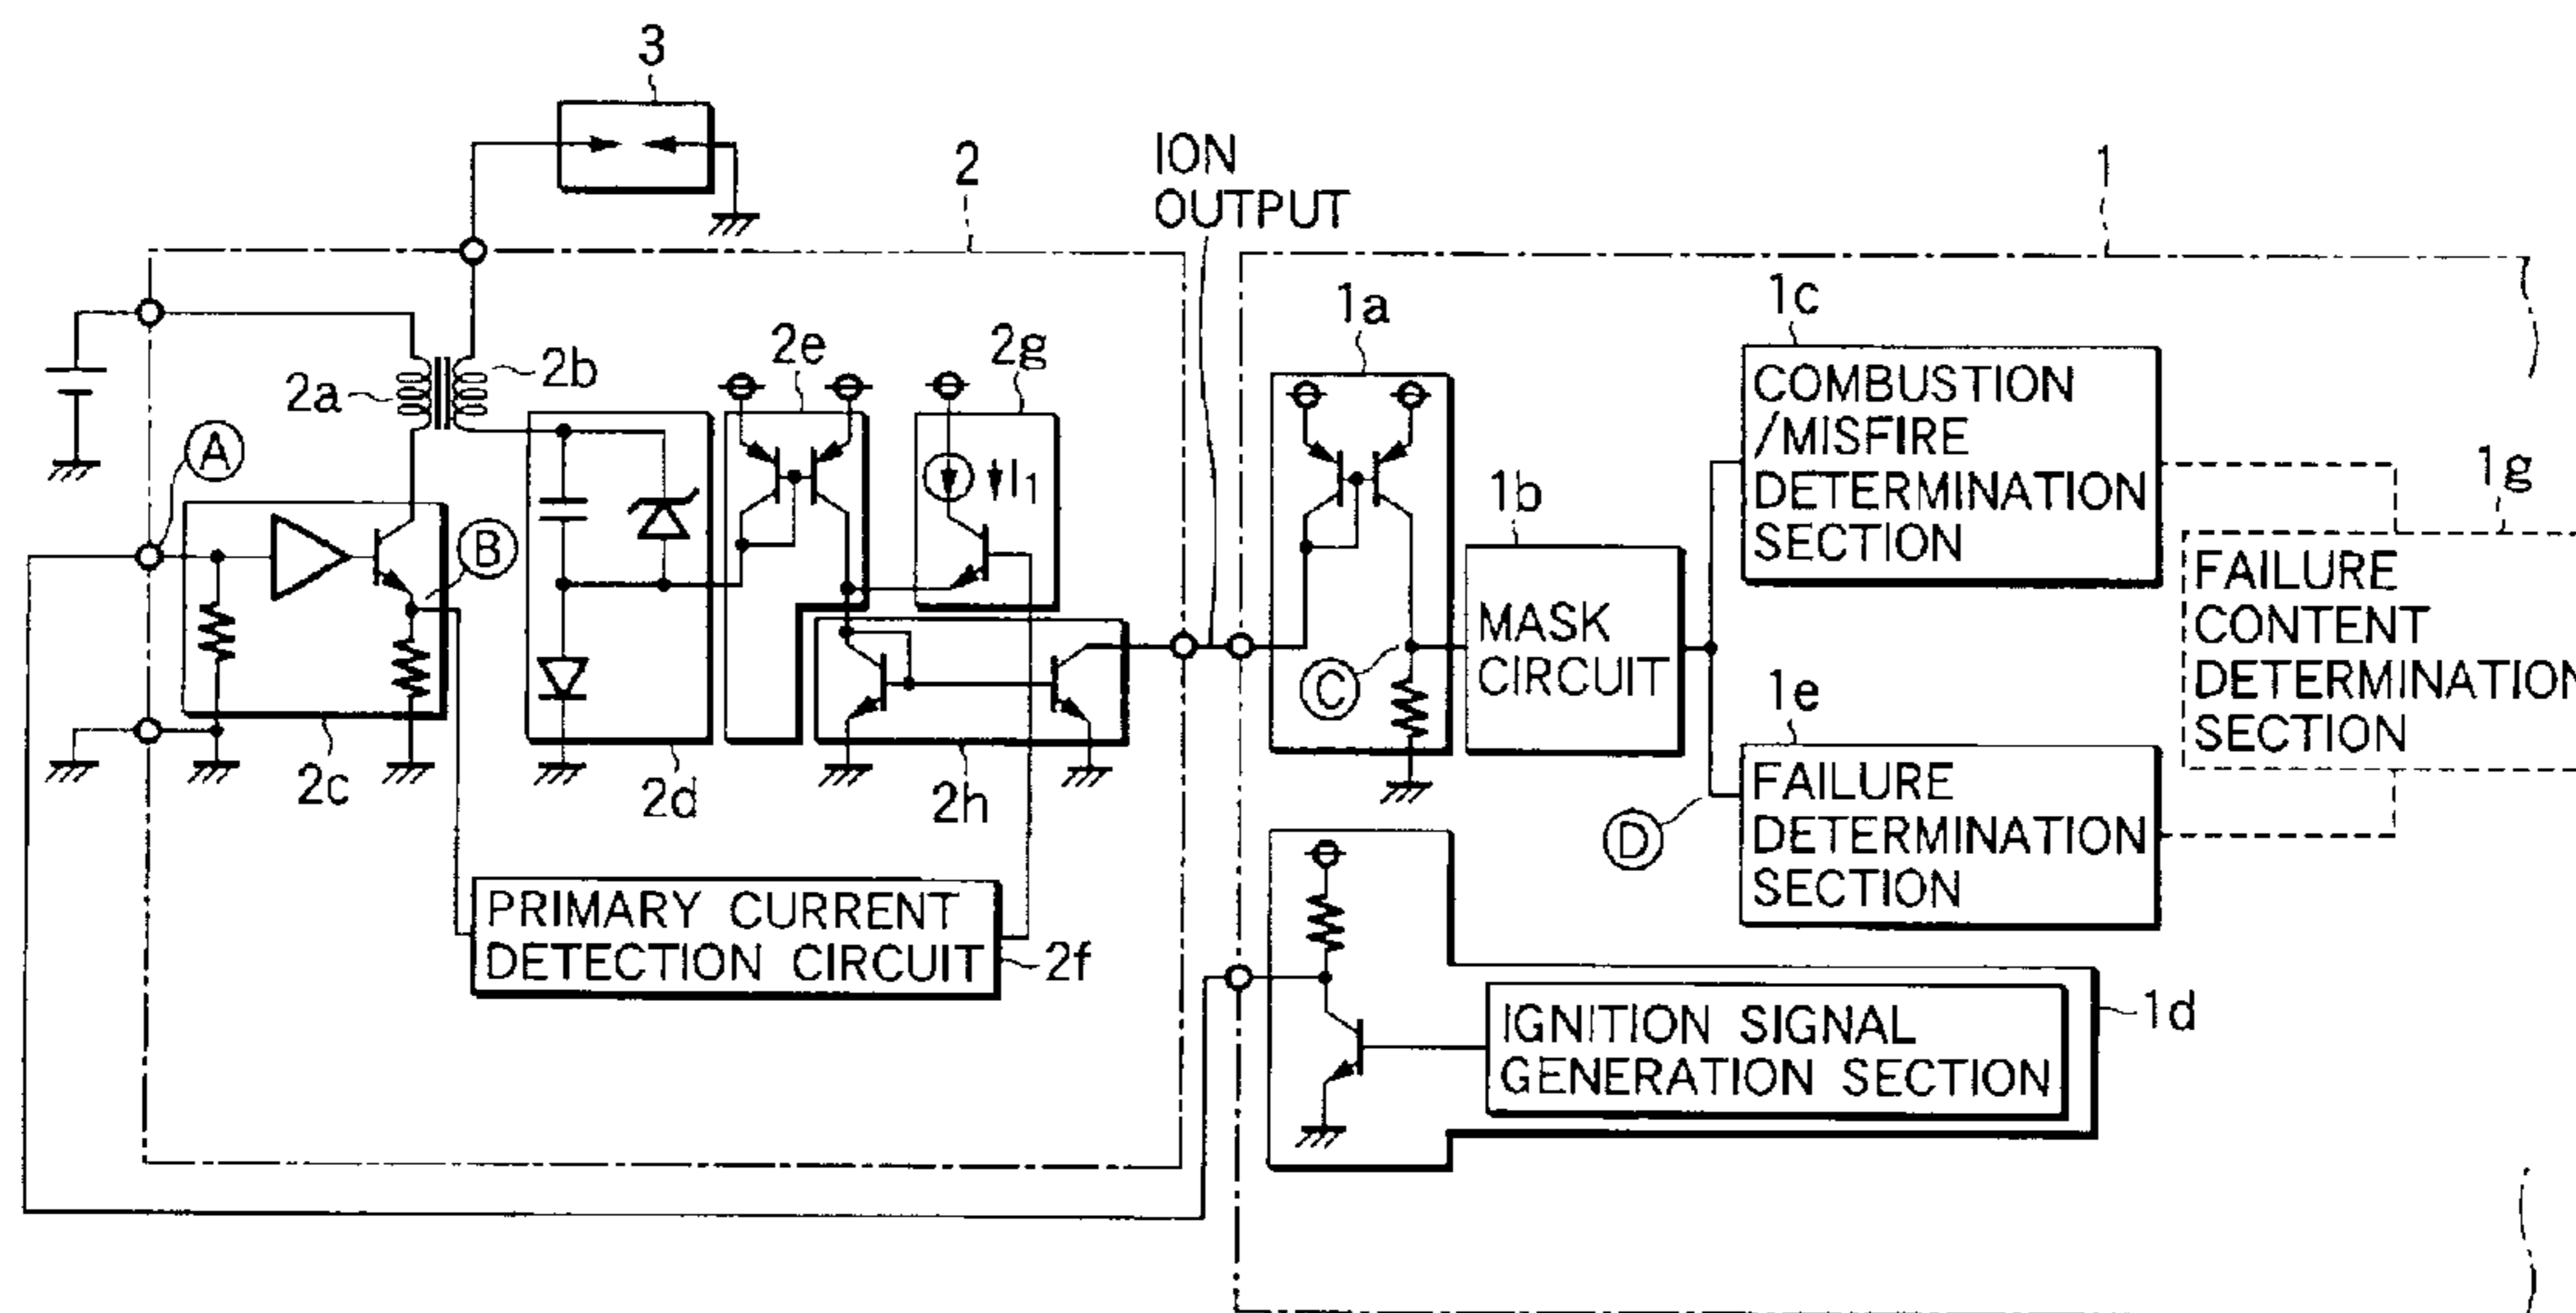 3
2
ION
OUTPUT
1
1a
1c
COMBUSTION
/MISFIRE
DETERMINATION
SECTION
2e
2g
2a
2b
A
I1
1b
1g
B
MASK
CIRCUIT
FAILURE
CONTENT
DETERMINATION
SECTION
C
1e
FAILURE
DETERMINATION
SECTION
2c
2d
2h
D
PRIMARY CURRENT
DETECTION CIRCUIT
2f
IGNITION SIGNAL
GENERATION SECTION
1d